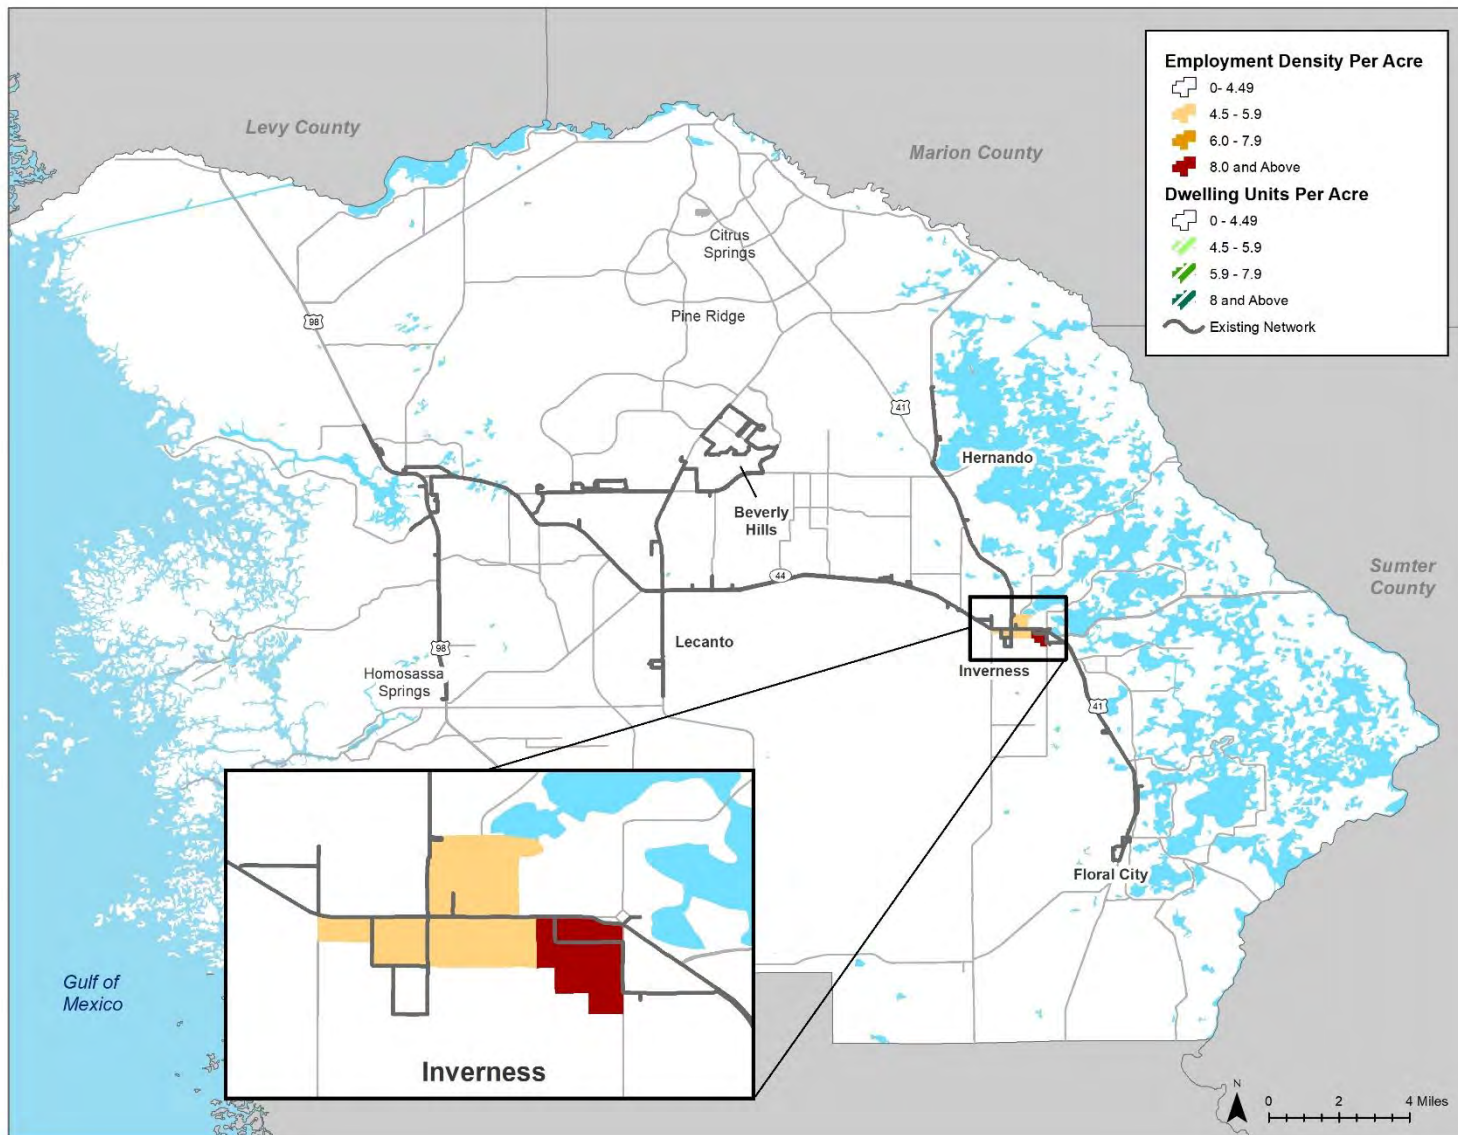 Employment Density Per Acre
0- 4.49
4.5 - 5.9
6.0 - 7.9
8.0 and Above
Dwelling Units Per Acre
0 - 4.49
4.5 - 5.9
5.9 - 7.9
8 and Above
Existing Network
Levy County
Marion County
Citrus
Springs
98
Pine Ridge
41
Hernando
Beverly
Hills
44
Sumter
County
98
Lecanto
Homosassa
Springs
Inverness
41
Floral City
Gulf of
Mexico
Inverness
N
0 2 4 Miles